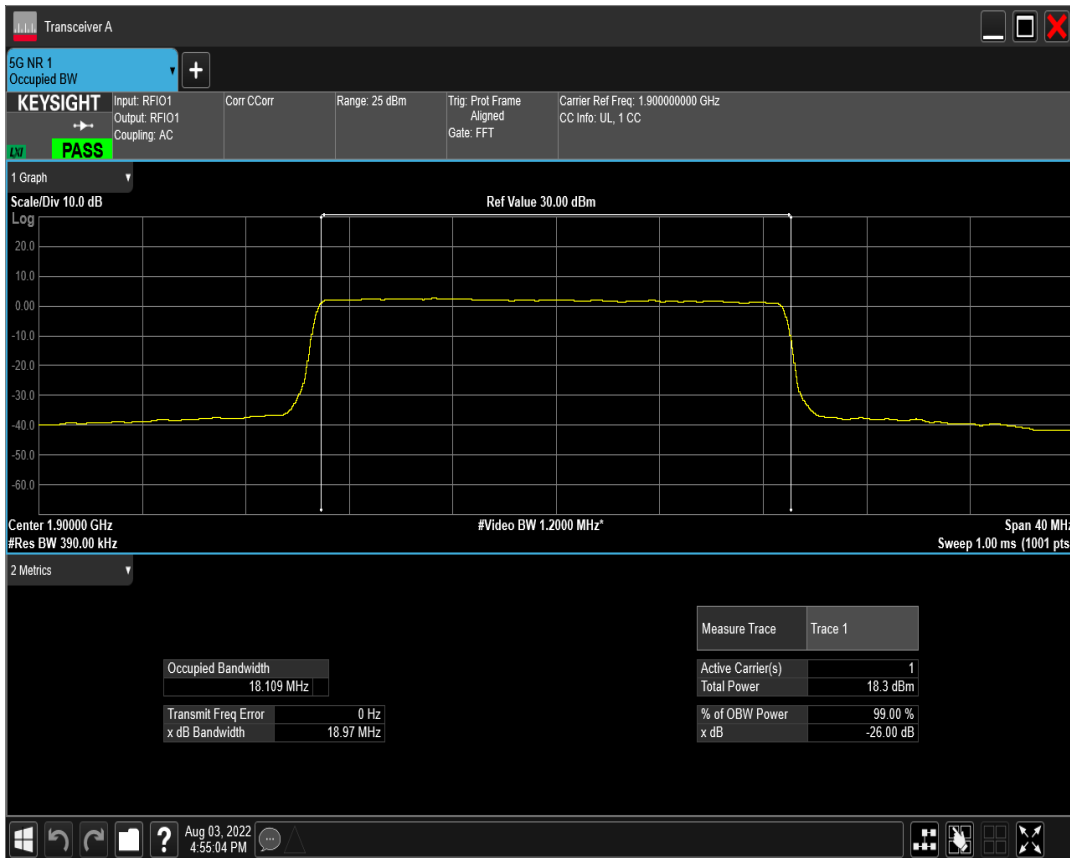 Transceiver A
5G NR 1
Occupied BW
+
KEYSIGHT
LXI
PASS
Input: RFIO1
Output: RFIO1
Coupling: AC
Corr CCorr
Range: 25 dBm
Trig: Prot Frame
Aligned
Gate: FFT
Carrier Ref Freq: 1.900000000 GHz
CC Info: UL, 1 CC
1 Graph
Scale/Div 10.0 dB
Ref Value 30.00 dBm
Log
20.0
10.0
0.00
-10.0
-20.0
-30.0
-40.0
-50.0
-60.0
Center 1.90000 GHz
#Video BW 1.2000 MHz*
Span 40 MHz
#Res BW 390.00 kHz
Sweep 1.00 ms (1001 pts
2 Metrics
Measure Trace Trace 1
Occupied Bandwidth
18.109 MHz
Active Carrier(s) 1
Total Power 18.3 dBm
Transmit Freq Error 0 Hz
x dB Bandwidth 18.97 MHz
% of OBW Power 99.00 %
x dB -26.00 dB
?
Aug 03, 2022
4:55:04 PM